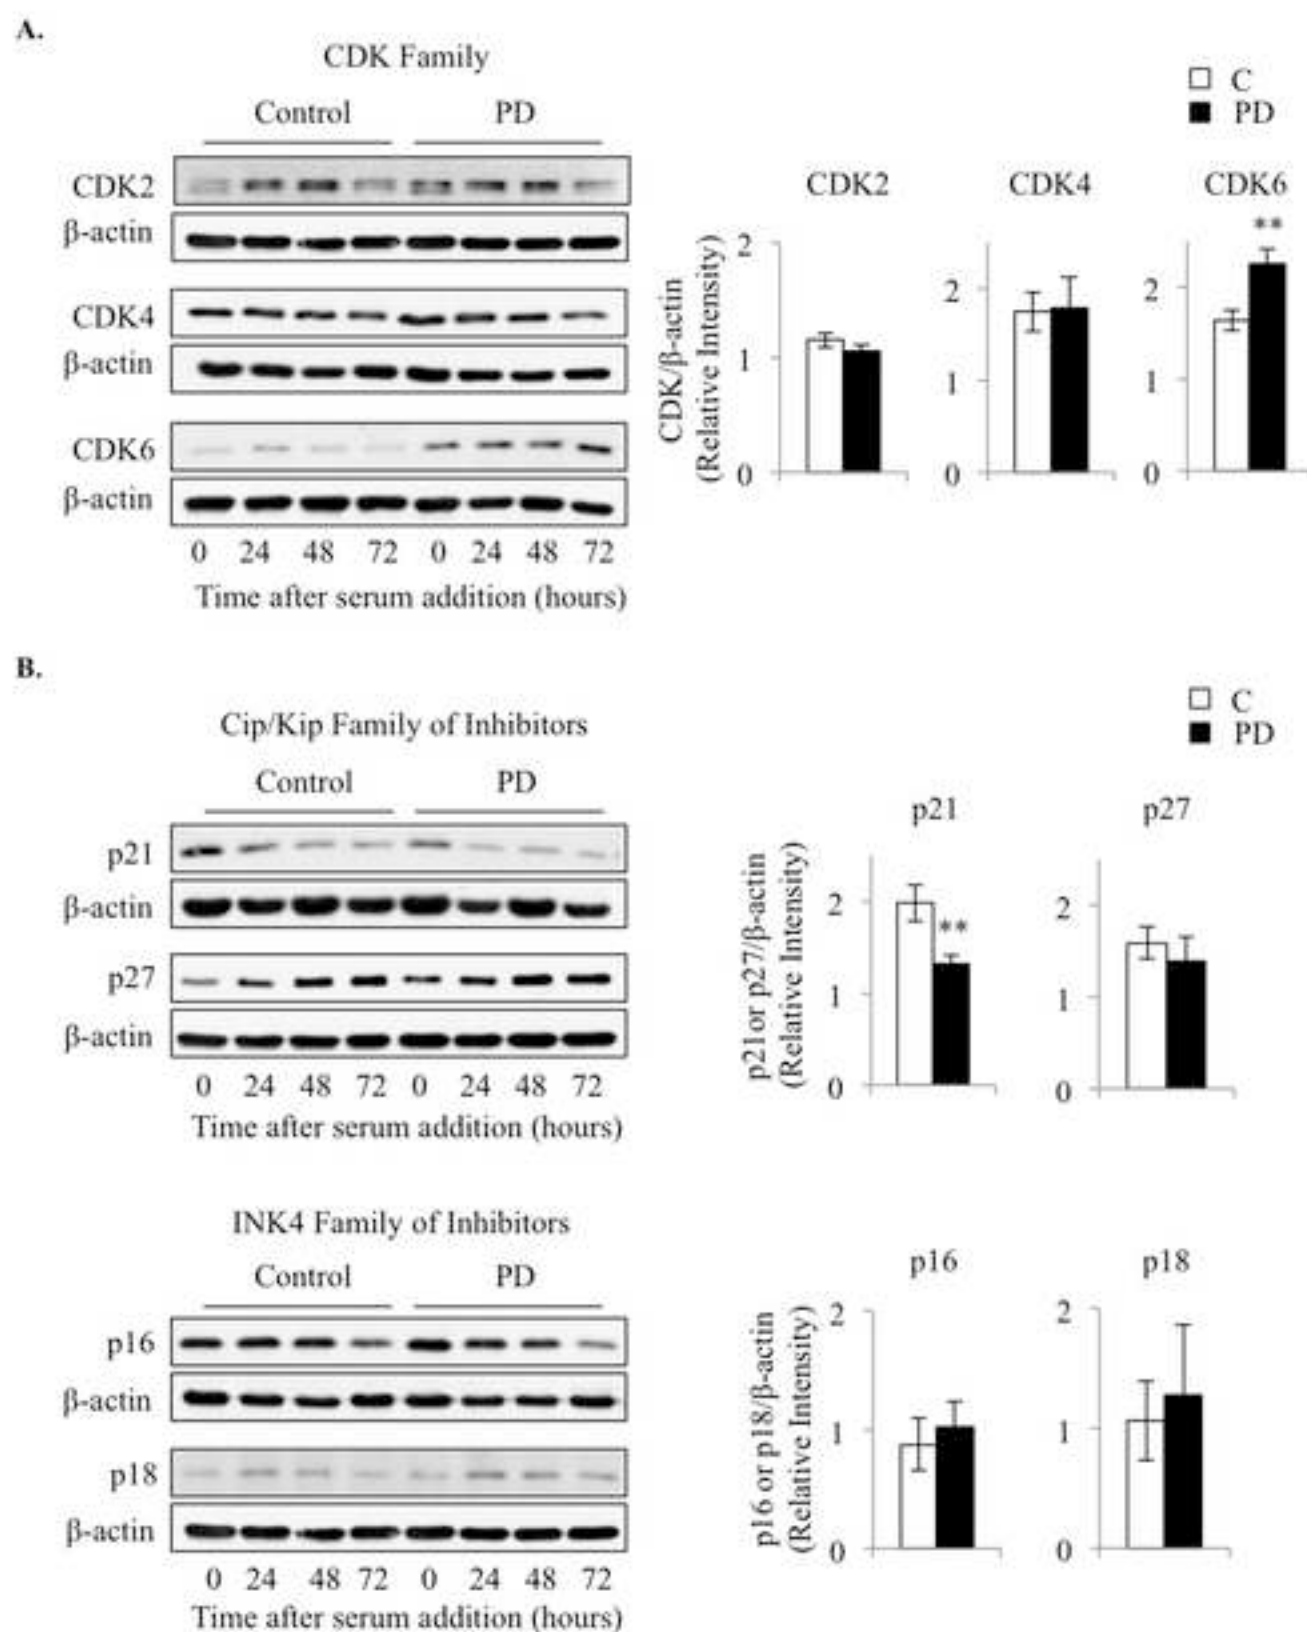 A.
CDK Family
Control PD
CDK2
β-actin
CDK4
β-actin
CDK6
β-actin
0 24 48 72 0 24 48 72
Time after serum addition (hours)
C
PD
CDK2 CDK4 CDK6
**
CDK/β-actin
(Relative Intensity)
2
1
0
2
1
0
2
1
0
B.
Cip/Kip Family of Inhibitors
Control PD
p21
β-actin
p27
β-actin
0 24 48 72 0 24 48 72
Time after serum addition (hours)
C
PD
p21 p27
**
p21or p27/β-actin
(Relative Intensity)
2
1
0
2
1
0
INK4 Family of Inhibitors
Control PD
p16
β-actin
p18
β-actin
0 24 48 72 0 24 48 72
Time after serum addition (hours)
p16 p18
p16 or p18/β-actin
(Relative Intensity)
2
1
0
2
1
0